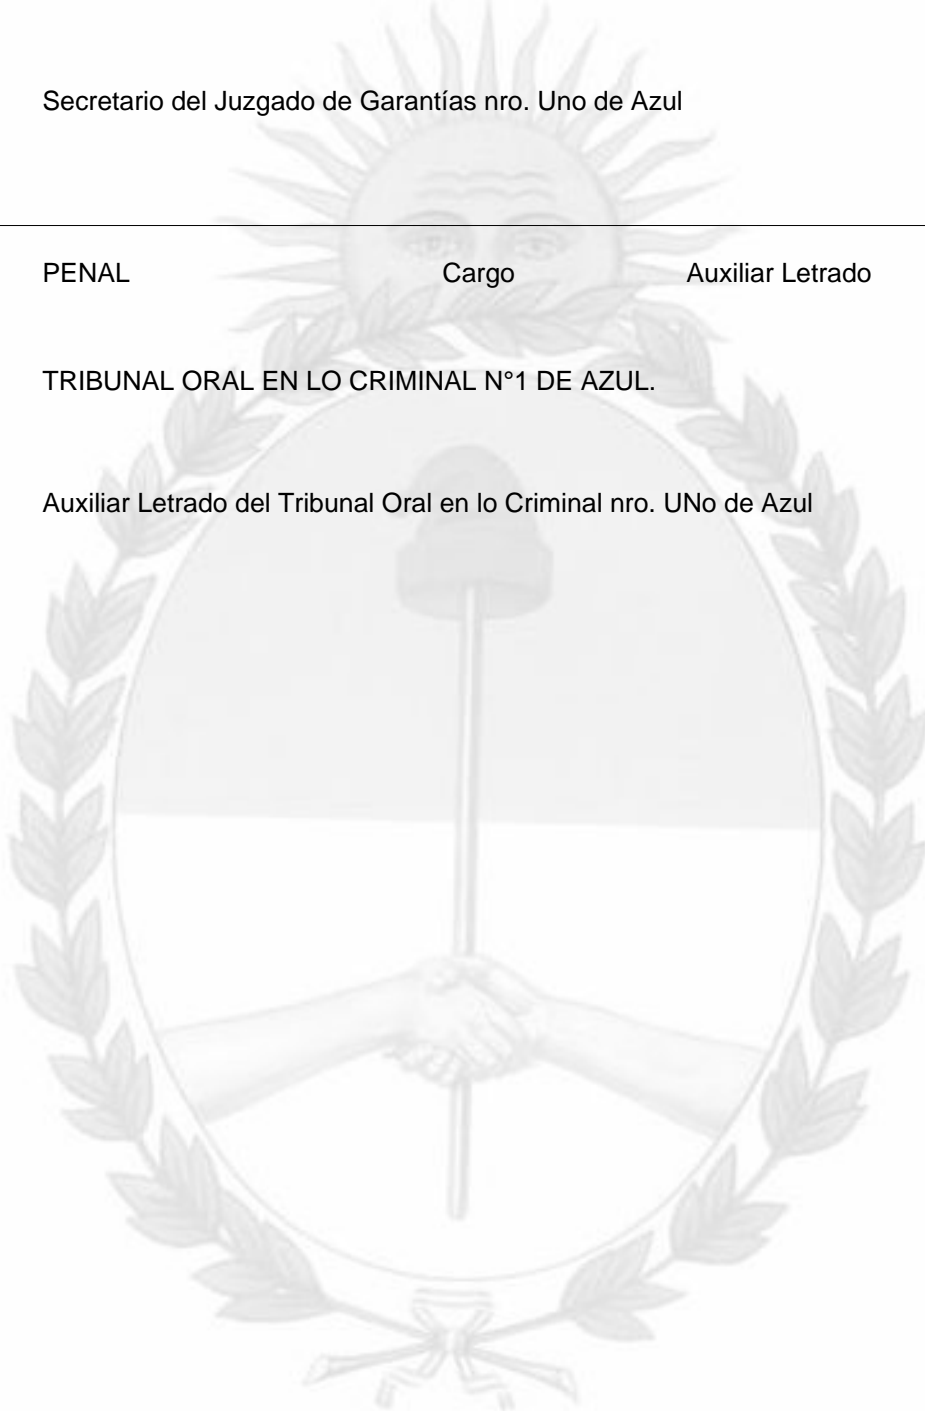 Secretario del Juzgado de Garantías nro. Uno de Azul
PENAL Cargo Auxiliar Letrado
TRIBUNAL ORAL EN LO CRIMINAL N°1 DE AZUL.
Auxiliar Letrado del Tribunal Oral en lo Criminal nro. UNo de Azul